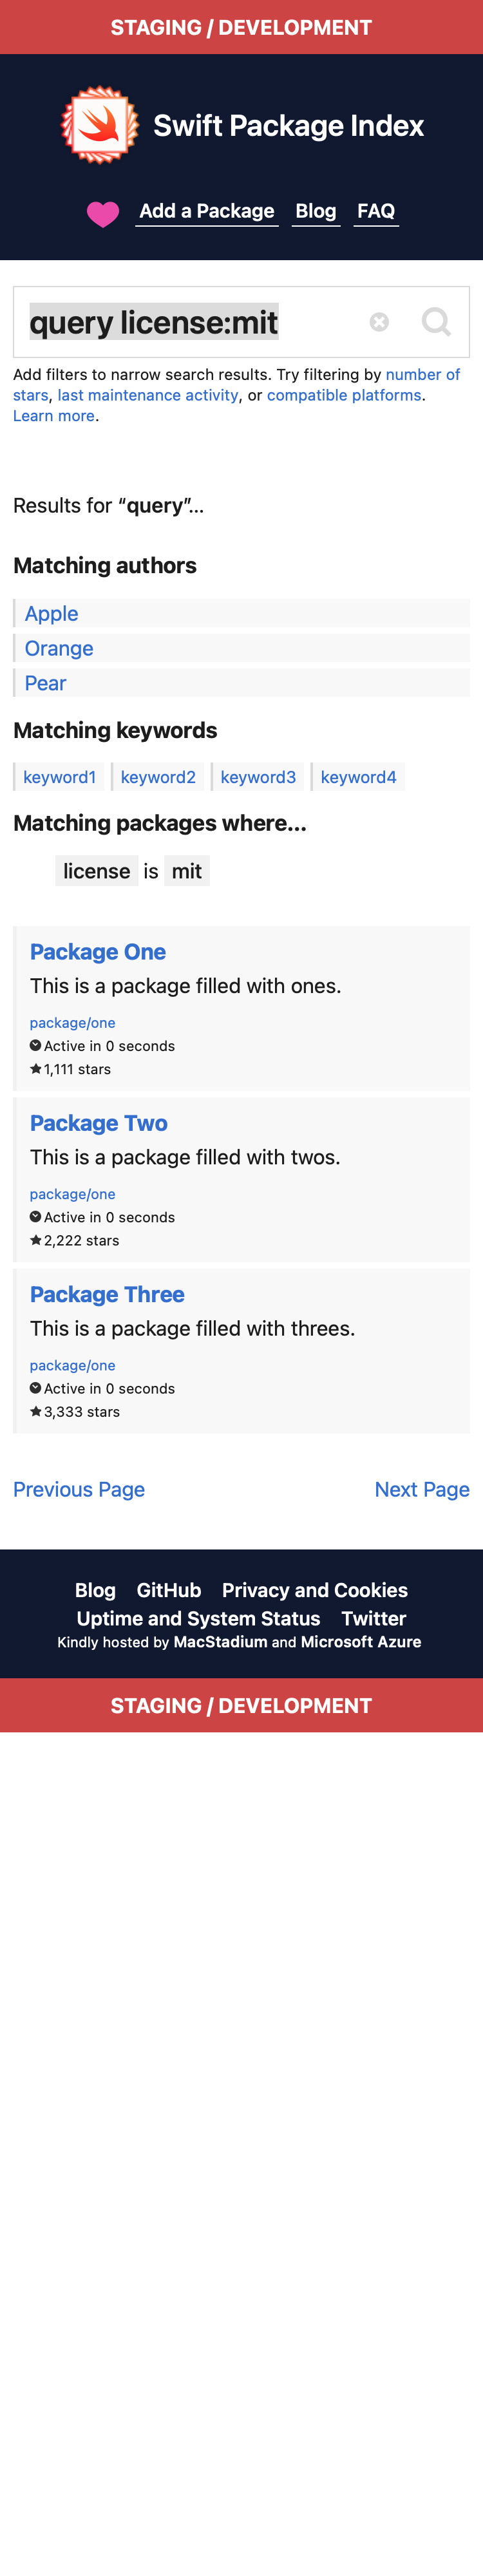 STAGING / DEVELOPMENT
Swift Package Index
Add a Package Blog FAQ
query license:mit
Add filters to narrow search results. Try filtering by number of
stars, last maintenance activity, or compatible platforms.
Learn more.
Results for “query”…
Matching authors
Apple
Orange
Pear
Matching keywords
keyword1 keyword2 keyword3 keyword4
Matching packages where…
license is mit
Package One
This is a package filled with ones.
package/one
Active in 0 seconds
1,111 stars
Package Two
This is a package filled with twos.
package/one
Active in 0 seconds
2,222 stars
Package Three
This is a package filled with threes.
package/one
Active in 0 seconds
3,333 stars
Previous Page Next Page
Blog GitHub Privacy and Cookies
Uptime and System Status Twitter
Kindly hosted by MacStadium and Microsoft Azure
STAGING / DEVELOPMENT